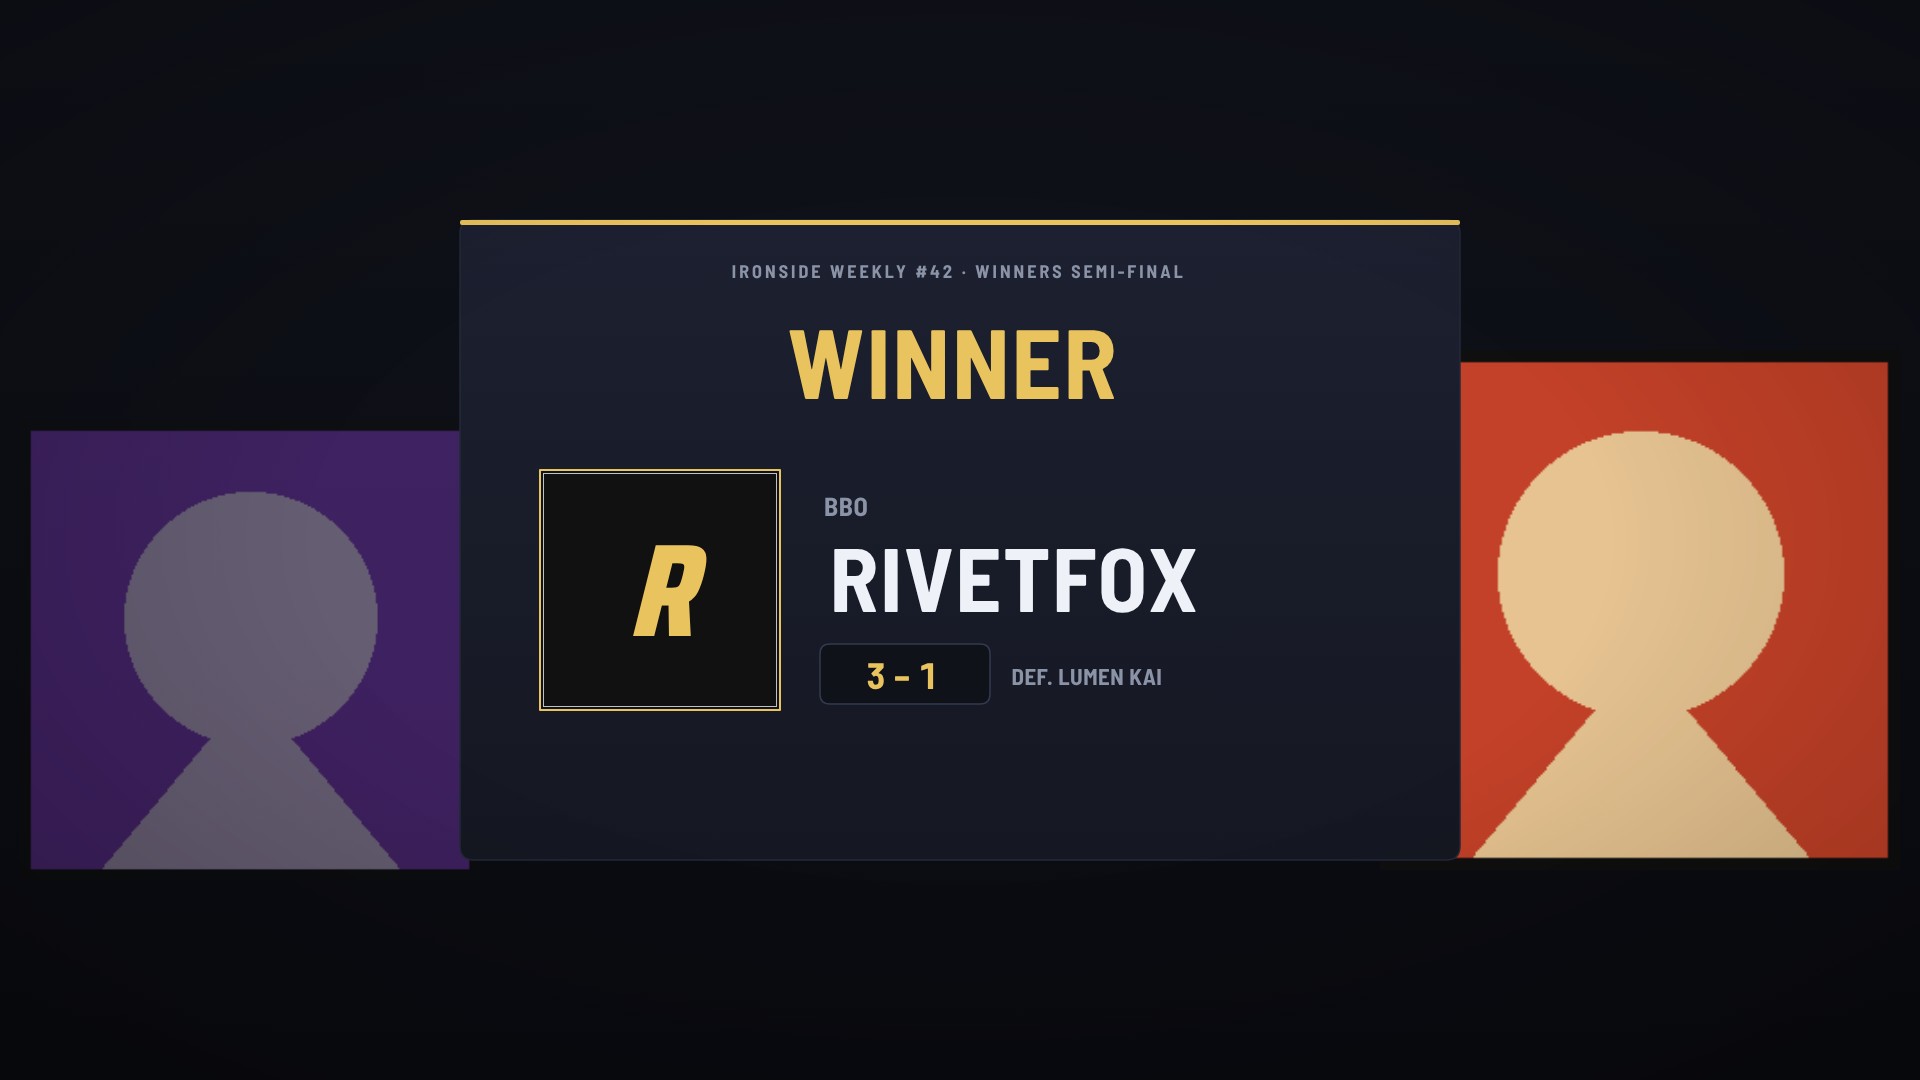 IRONSIDE WEEKLY #42 · WINNERS SEMI-FINAL
WINNER
R
BBO
RIVETFOX
3 – 1
DEF. LUMEN KAI